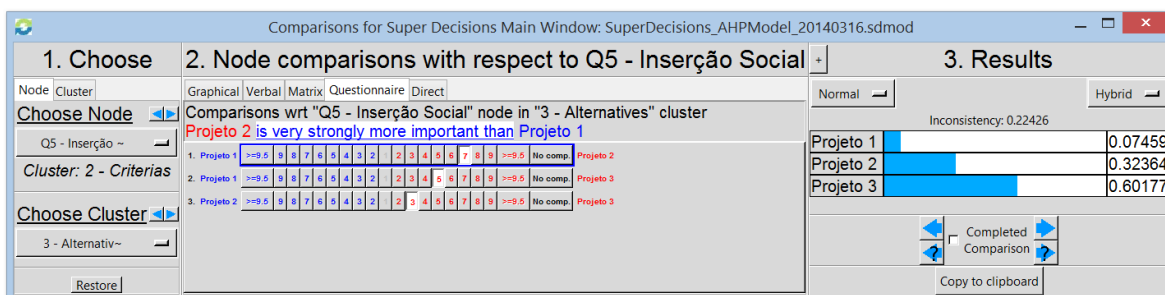 Comparisons for Super Decisions Main Window: SuperDecisions_AHPModel_20140316.sdmod
1. Choose
Node Cluster
Choose Node
Q5 - Inserção ~
Cluster: 2 - Criterias
Choose Cluster
3 - Alternativ~
Restore
2. Node comparisons with respect to Q5 - Inserção Social
Graphical Verbal Matrix Questionnaire Direct
Comparisons wrt "Q5 - Inserção Social" node in "3 - Alternatives" cluster
Projeto 2 is very strongly more important than Projeto 1
1. Projeto 1 >=9.5 9 8 7 6 5 4 3 2 1 2 3 4 5 6 7 8 9 >=9.5 No comp. Projeto 2
2. Projeto 1 >=9.5 9 8 7 6 5 4 3 2 1 2 3 4 5 6 7 8 9 >=9.5 No comp. Projeto 3
3. Projeto 2 >=9.5 9 8 7 6 5 4 3 2 1 2 3 4 5 6 7 8 9 >=9.5 No comp. Projeto 3
+ 3. Results
Normal Hybrid
Inconsistency: 0.22426
Projeto 1 0.07459
Projeto 2 0.32364
Projeto 3 0.60177
Completed
Comparison
? ?
Copy to clipboard